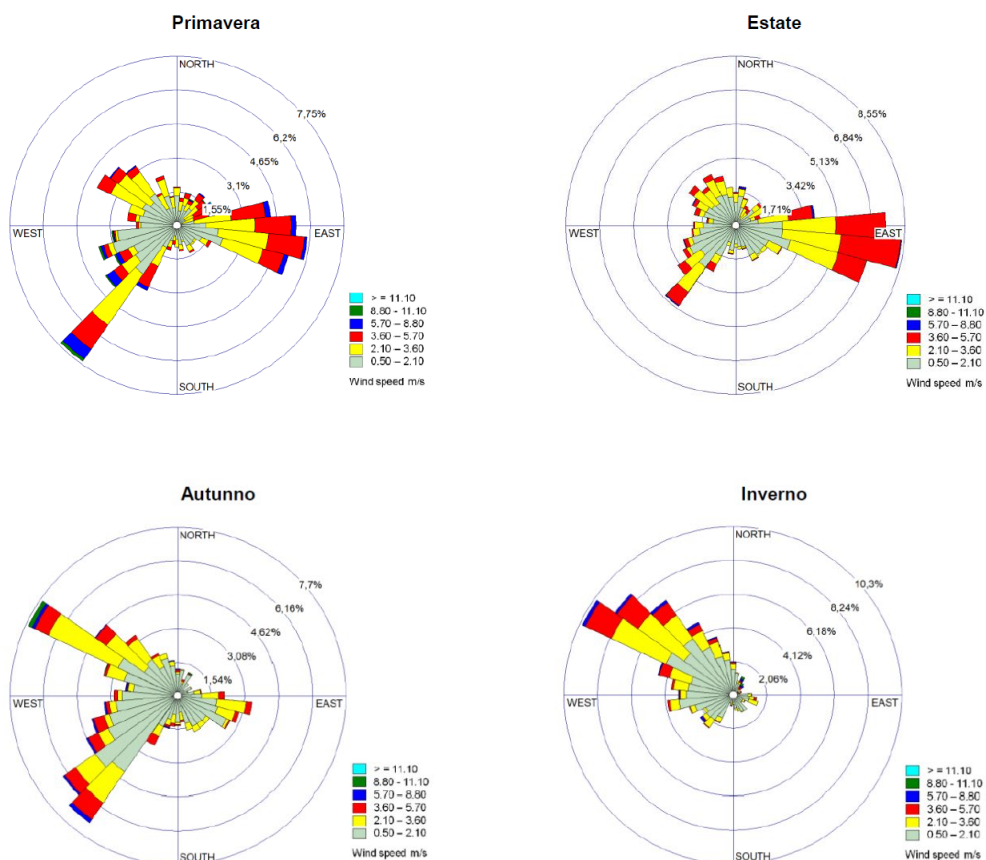 Primavera
NORTH
7,75%
6,2%
4,65%
3,1%
1,55%
WEST
EAST
SOUTH
> = 11.10
8.80 - 11.10
5.70 – 8.80
3.60 – 5.70
2.10 – 3.60
0.50 – 2.10
Wind speed m/s
Estate
NORTH
8,55%
6,84%
5,13%
3,42%
1,71%
WEST
EAST
SOUTH
> = 11.10
8.80 - 11.10
5.70 – 8.80
3.60 – 5.70
2.10 – 3.60
0.50 – 2.10
Wind speed m/s
Autunno
NORTH
7,7%
6,16%
4,62%
3,08%
1,54%
WEST
EAST
SOUTH
> = 11.10
8.80 - 11.10
5.70 – 8.80
3.60 – 5.70
2.10 – 3.60
0.50 – 2.10
Wind speed m/s
Inverno
NORTH
10,3%
8,24%
6,18%
4,12%
2,06%
WEST
EAST
SOUTH
> = 11.10
8.80 - 11.10
5.70 – 8.80
3.60 – 5.70
2.10 – 3.60
0.50 – 2.10
Wind speed m/s